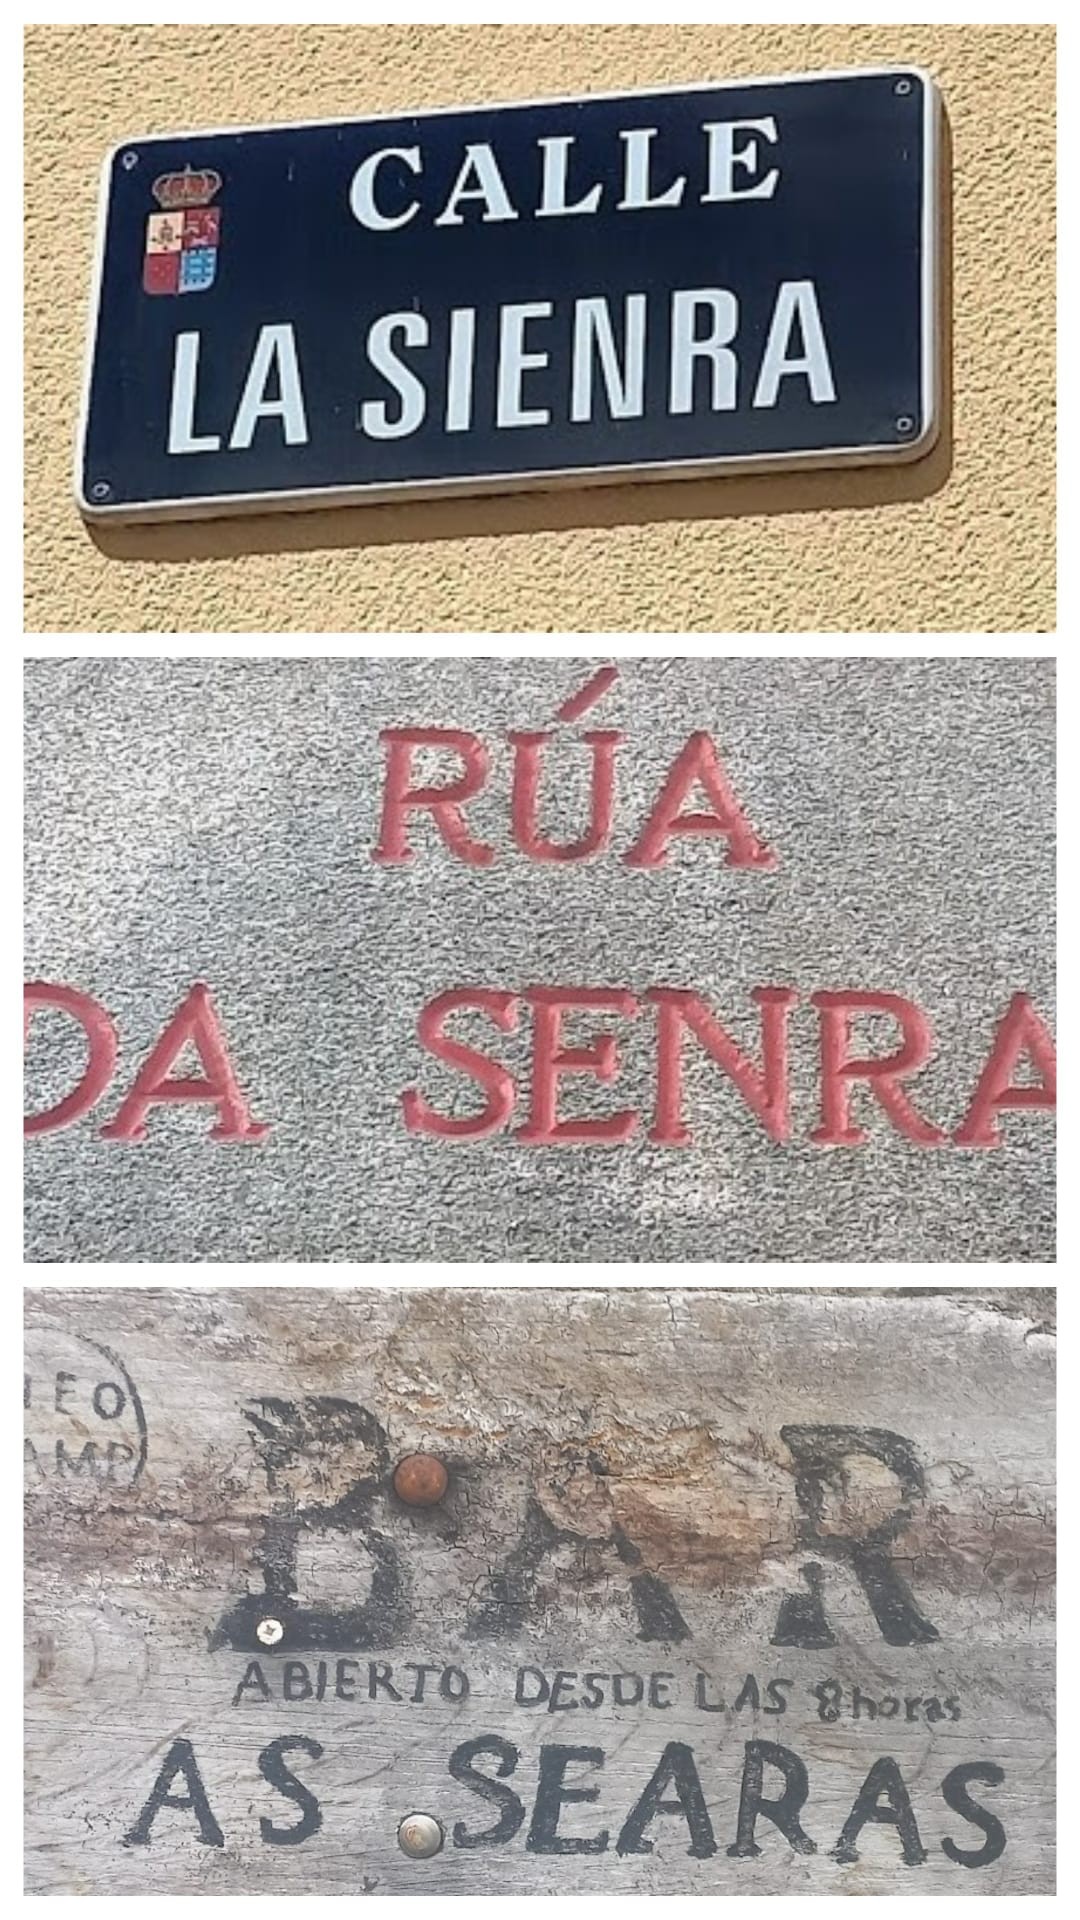 CALLE
LA SIENRA
RÚA
DA SENRA
BAR
ABIERTO DESDE LAS 8 horas
AS SEARAS